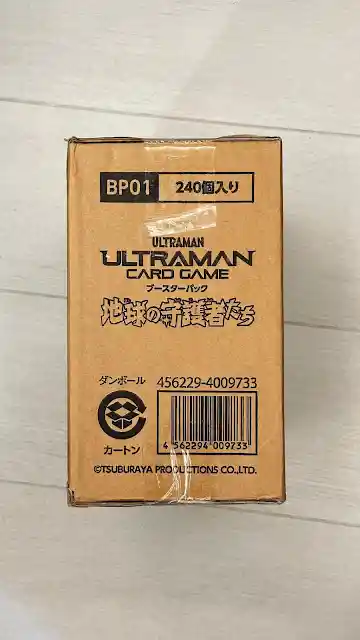 BP01 240個入り
ULTRAMAN
ULTRAMAN
CARD GAME
ブースターパック
地球の守護者たち
ダンボール 456229-4009733
カートン 4 562294 009733
©TSUBURAYA PRODUCTIONS CO.,LTD.